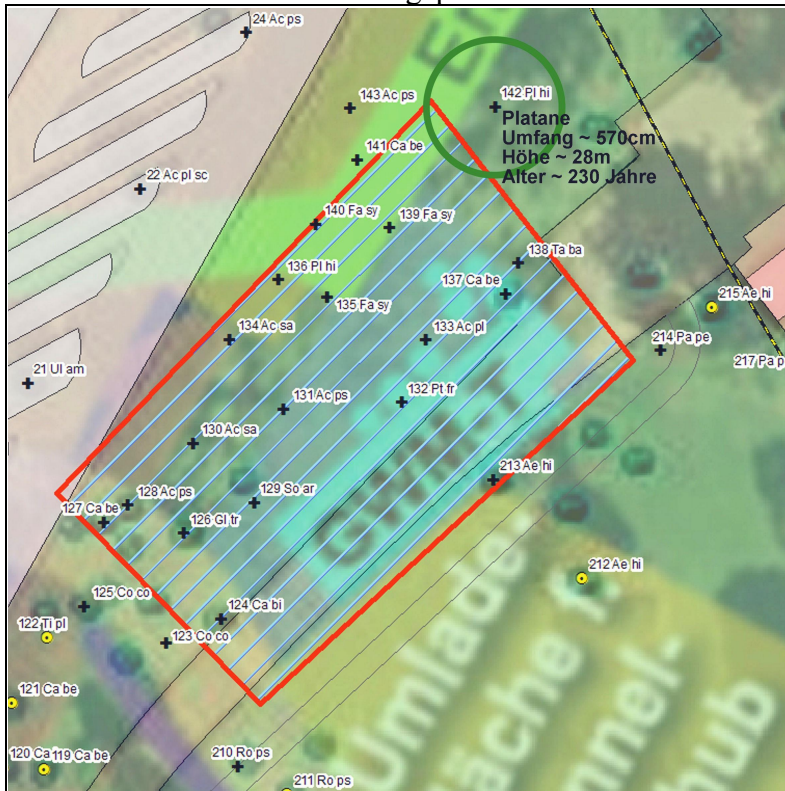 24 Ac ps
143 Ac ps
142 Pl hi
Platane
Umfang ~ 570cm
Höhe ~ 28m
Alter ~ 230 Jahre
141 Ca be
22 Ac pl sc
140 Fa sy
139 Fa sy
138 Ta ba
136 Pl hi
137 Ca be
135 Fa sy
215 Ae hi
134 Ac sa
133 Ac pl
214 Pa pe
217 Pa p
21 Ul am
132 Pt fr
131 Ac ps
130 Ac sa
213 Ae hi
GWMST
128 Ac ps
129 So ar
127 Ca be
126 Gl tr
212 Ae hi
125 Co co
124 Ca bi
122 Ti pl
123 Co co
Umlade-
121 Ca be
120 Ca
119 Ca be
210 Ro ps
211 Ro ps